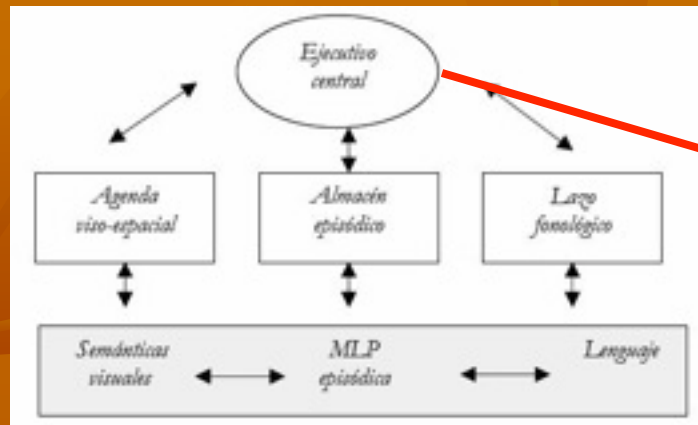 Ejecutivo
central
Agenda
viso-espacial
Almacén
episódico
Lazo
fonológico
Semánticas
visuales
MLP
episódica
Lenguaje